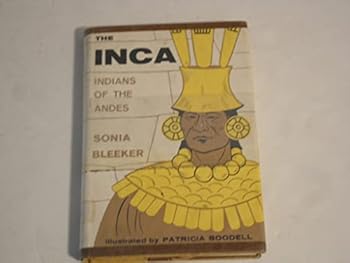 THE
INCA
INDIANS
OF THE
ANDES
SONIA
BLEEKER
illustrated by PATRICIA BOODELL